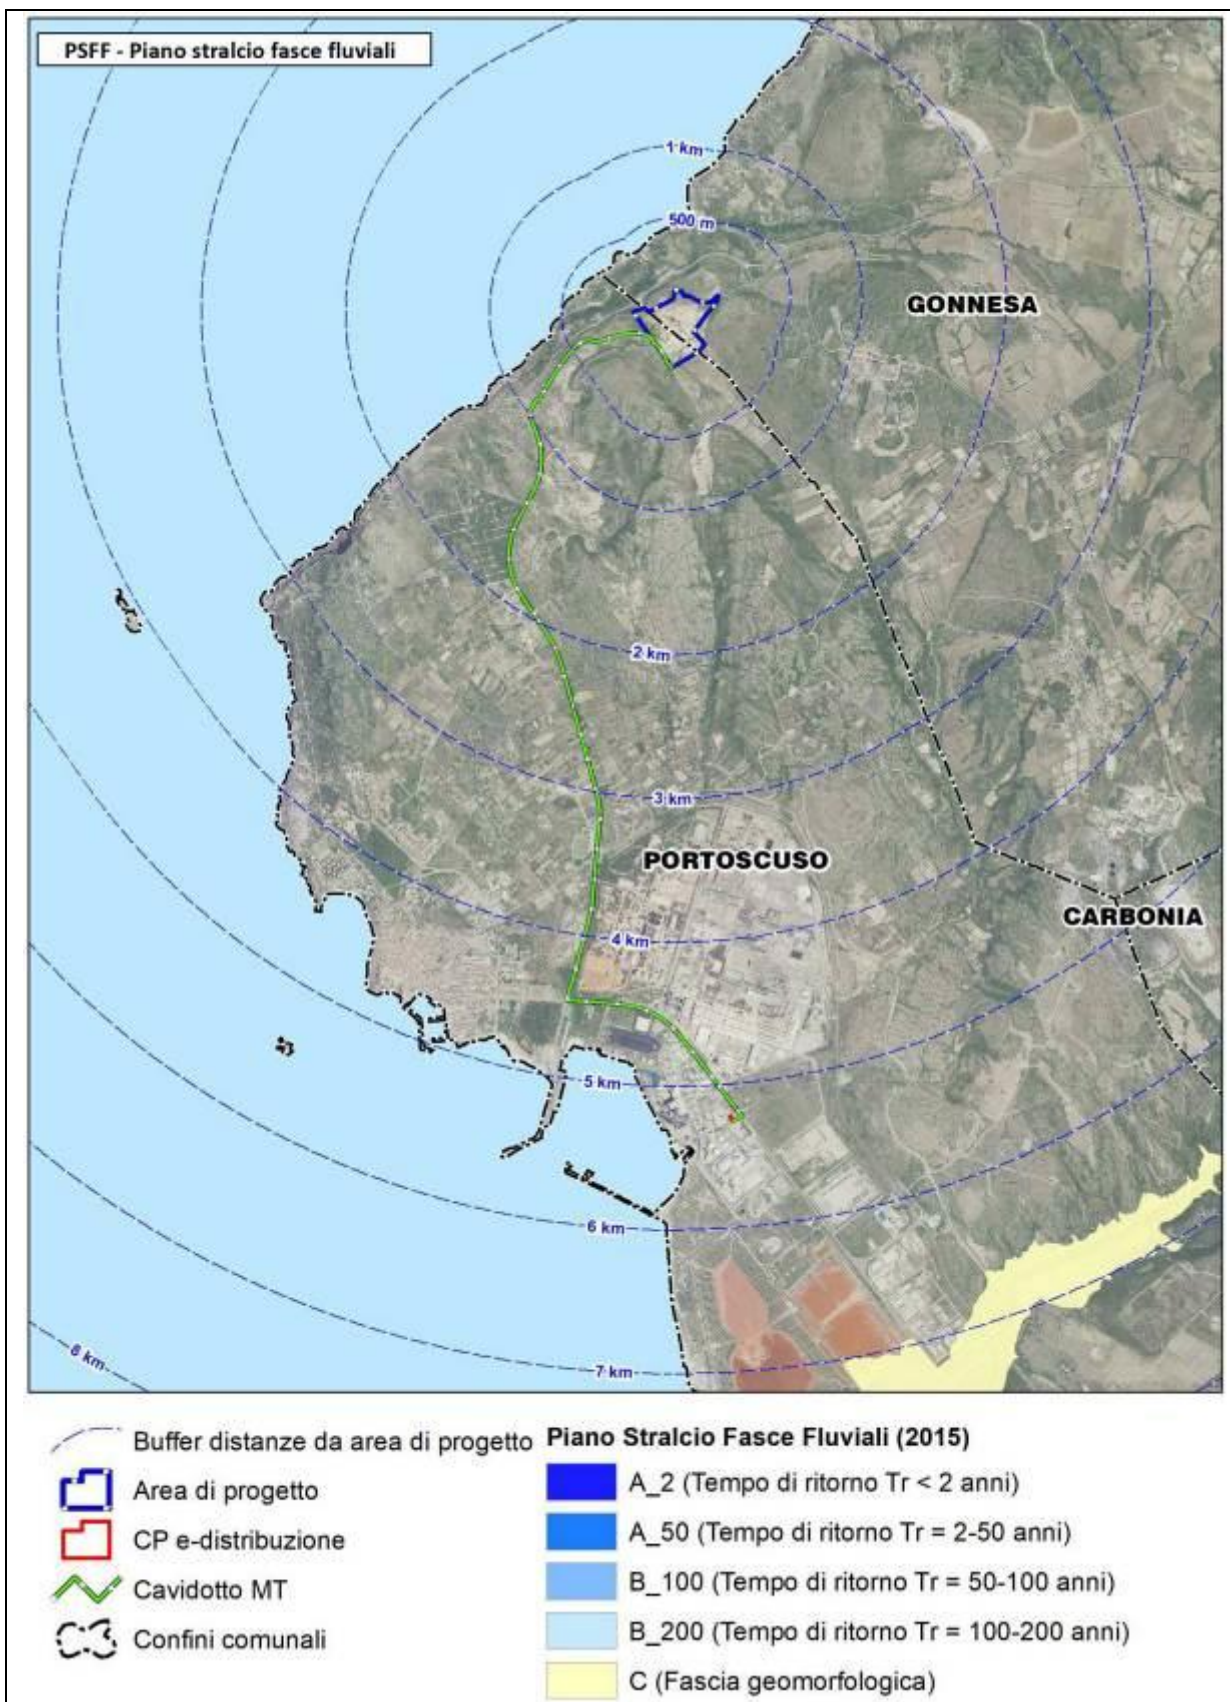 PSFF - Piano stralcio fasce fluviali
1 km
500 m
GONNESA
2 km
3 km
PORTOSCUSO
CARBONIA
4 km
5 km
6 km
8 km
7 km
Buffer distanze da area di progetto
Area di progetto
CP e-distribuzione
Cavidotto MT
Confini comunali
Piano Stralcio Fasce Fluviali (2015)
A_2 (Tempo di ritorno Tr < 2 anni)
A_50 (Tempo di ritorno Tr = 2-50 anni)
B_100 (Tempo di ritorno Tr = 50-100 anni)
B_200 (Tempo di ritorno Tr = 100-200 anni)
C (Fascia geomorfologica)